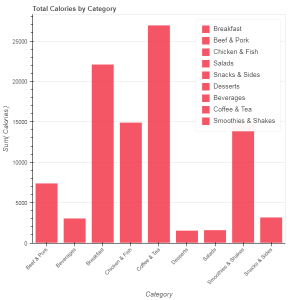 Total Calories by Category
Breakfast
Beef & Pork
Chicken & Fish
Salads
Snacks & Sides
Desserts
Beverages
Coffee & Tea
Smoothies & Shakes
25000
20000
15000
10000
5000
0
Sum( Calories )
Beef & Pork
Beverages
Breakfast
Chicken & Fish
Coffee & Tea
Desserts
Salads
Smoothies & Shakes
Snacks & Sides
Category